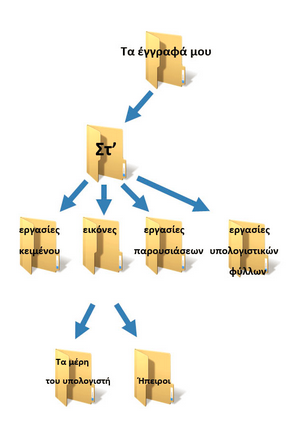 Τα έγγραφά μου
Στ’
εργασίες
κειμένου
εικόνες
εργασίες
παρουσιάσεων
εργασίες
υπολογιστικών
φύλλων
Τα μέρη
του υπολογιστή
Ήπειροι